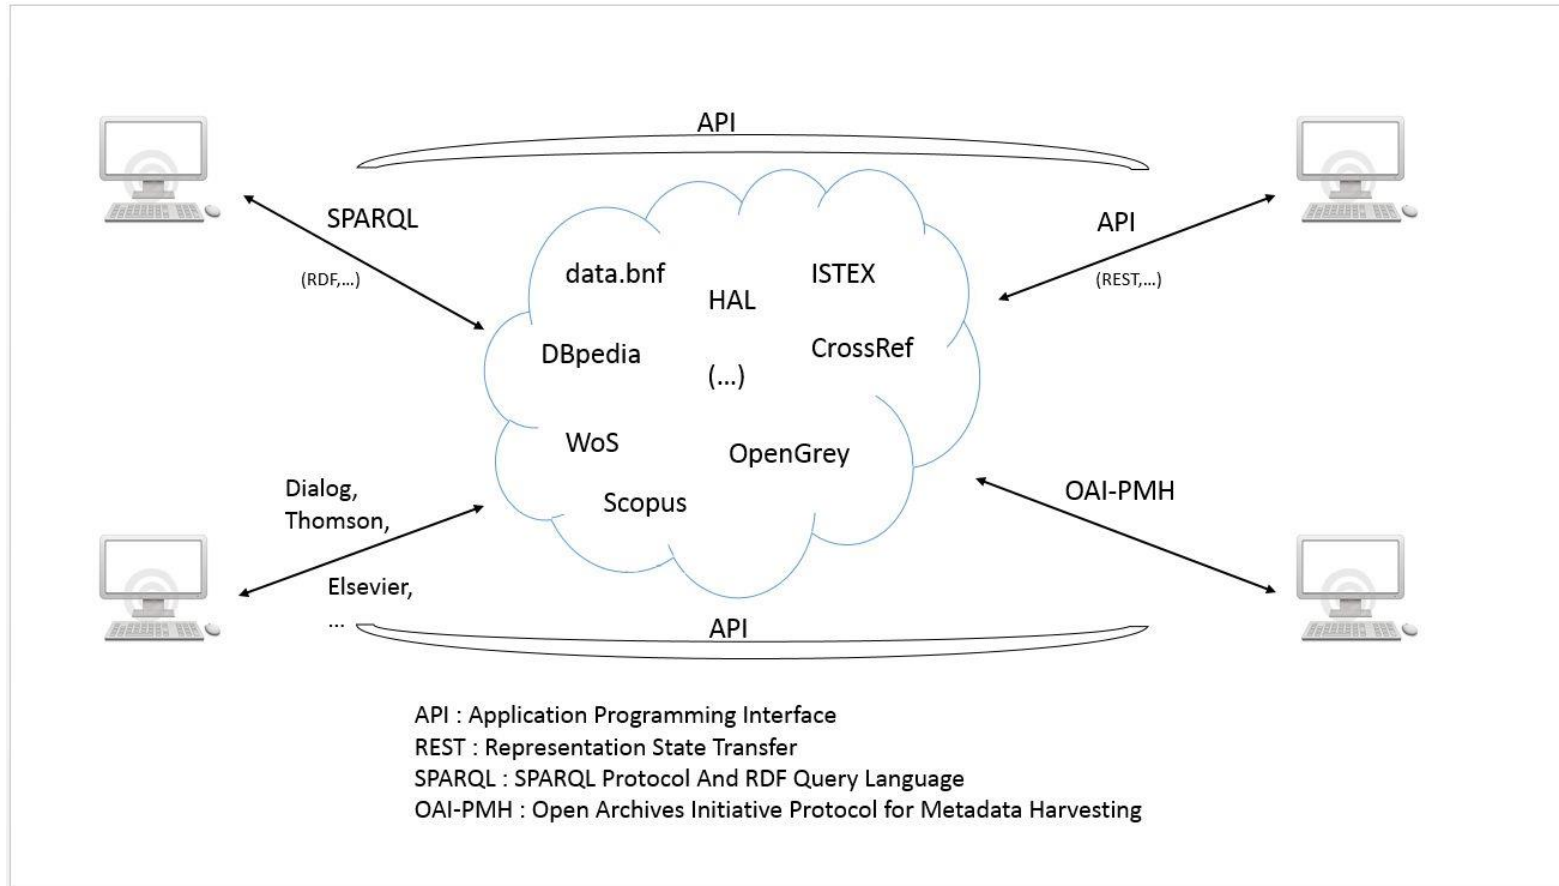 API
SPARQL
API
(RDF,...)
(REST,...)
data.bnf
ISTEX
HAL
DBpedia
CrossRef
(...)
WoS
OpenGrey
Scopus
Dialog,
Thomson,
OAI-PMH
Elsevier,
...
API
API : Application Programming Interface
REST : Representation State Transfer
SPARQL : SPARQL Protocol And RDF Query Language
OAI-PMH : Open Archives Initiative Protocol for Metadata Harvesting